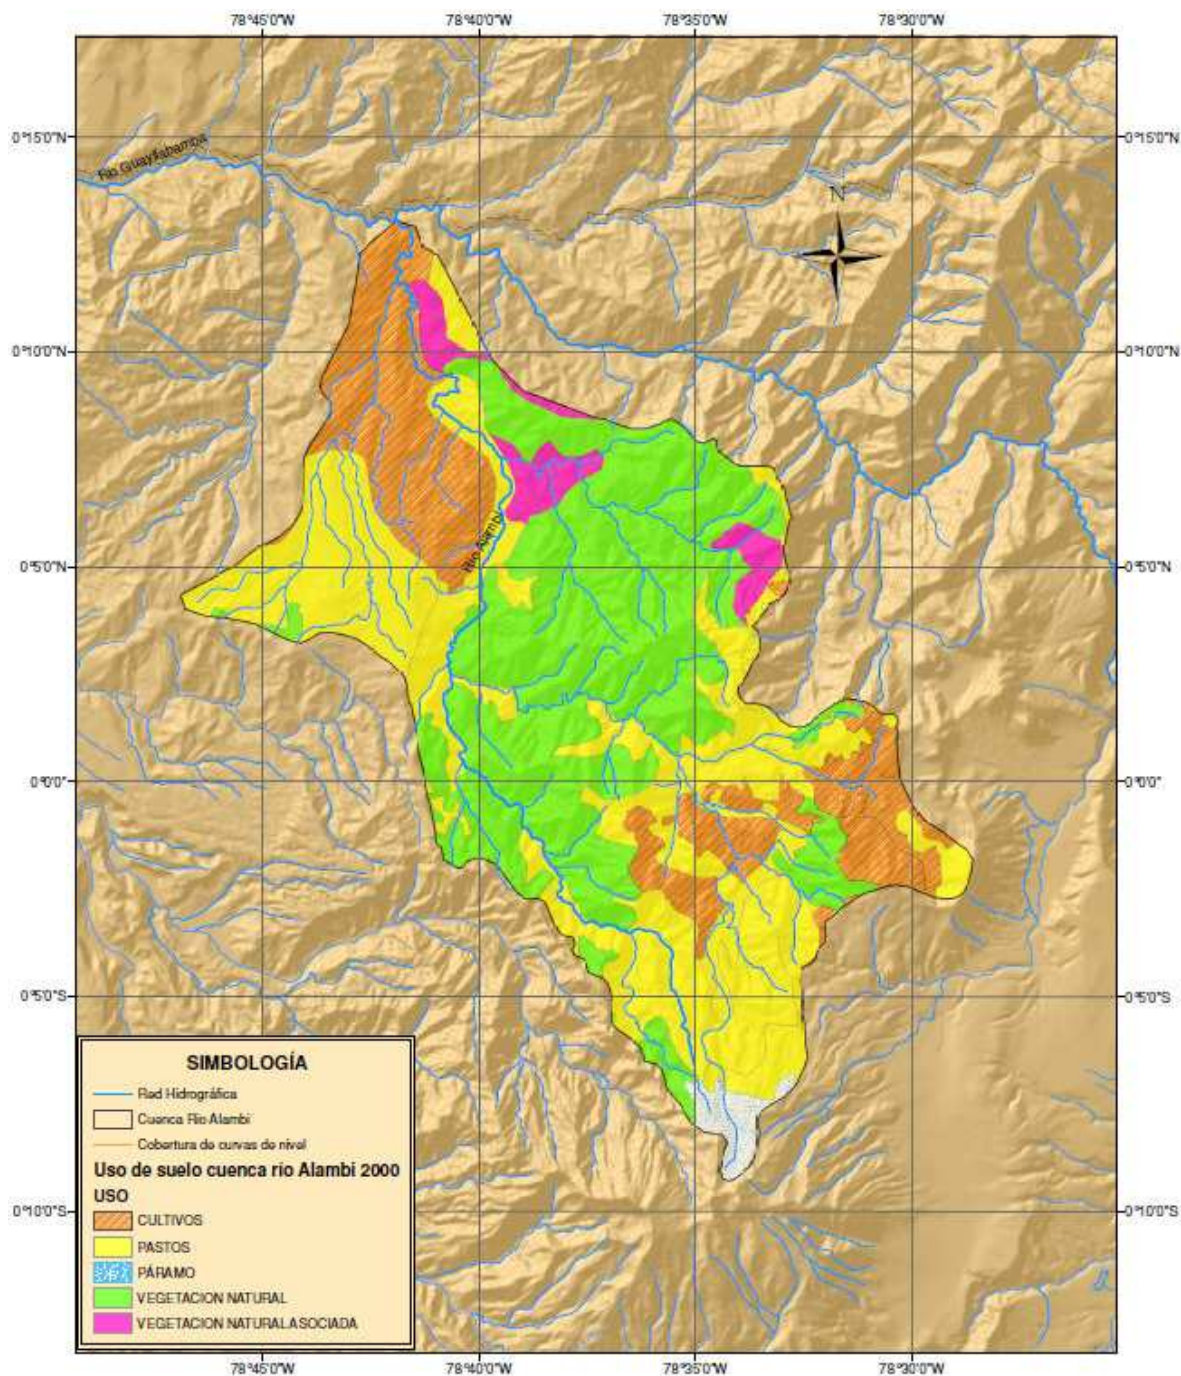 78°45'0"W 78°40'0"W 78°35'0"W 78°30'0"W
0°15'0"N 0°15'0"N
Río Guayllabamba
N
0°10'0"N 0°10'0"N
Río Alambi
0°5'0"N 0°5'0"N
0°0'0" 0°0'0"
0°5'0"S 0°5'0"S
SIMBOLOGÍA
Red Hidrográfica
Cuenca Río Alambi
Cobertura de curvas de nivel
Uso de suelo cuenca río Alambi 2000
USO
0°10'0"S 0°10'0"S
CULTIVOS
PASTOS
PÁRAMO
VEGETACION NATURAL
VEGETACION NATURAL ASOCIADA
78°45'0"W 78°40'0"W 78°35'0"W 78°30'0"W